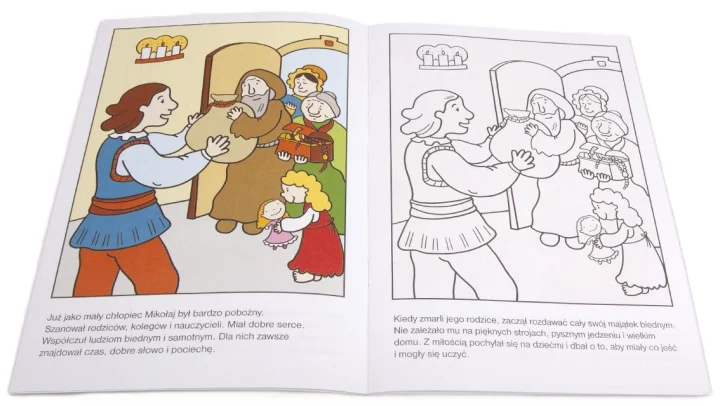 Już jako mały chłopiec Mikołaj był bardzo pobożny.
Szanował rodziców, kolegów i nauczycieli. Miał dobre serce.
Współczuł ludziom biednym i samotnym. Dla nich zawsze
znajdował czas, dobre słowo i pociechę.
Kiedy zmarli jego rodzice, zaczął rozdawać cały swój majątek biednym.
Nie zależało mu na pięknych strojach, pysznym jedzeniu i wielkim
domu. Z miłością pochylał się na dziećmi i dbał o to, aby miały co jeść
i mogły się uczyć.